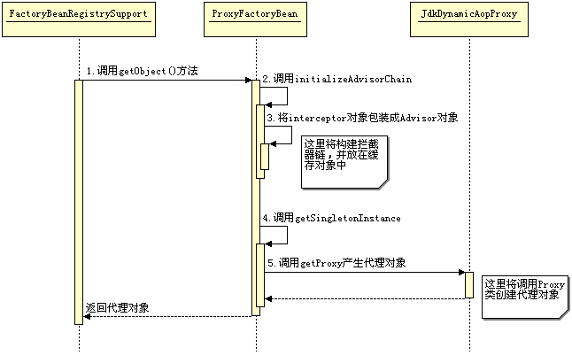 FactoryBeanRegistrySupport
ProxyFactoryBean
JdkDynamicAopProxy
1.调用getObject()方法
2.调用initializeAdvisorChain
3.将interceptor对象包装成Advisor对象
这里将构建拦截
器链，并放在缓
存对象中
4.调用getSingletonInstance
5.调用getProxy产生代理对象
这里将调用Proxy
类创建代理对象
返回代理对象